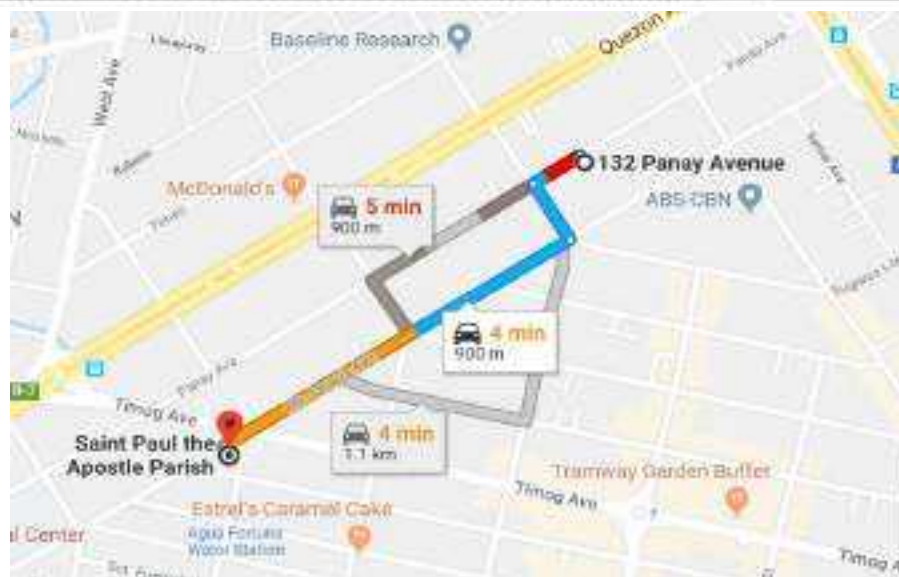 Baseline Research
Quezon A
West Ave
Panay Ave
132 Panay Avenue
McDonald's
ABS-CBN
5 min
900 m
4 min
900 m
Panay Ave
Timog Ave
4 min
1.1 km
Saint Paul the
Apostle Parish
Tramway Garden Buffet
Timog Ave
Estrel's Caramel Cake
Agua Fortuna
Water Station
al Center
Timog A